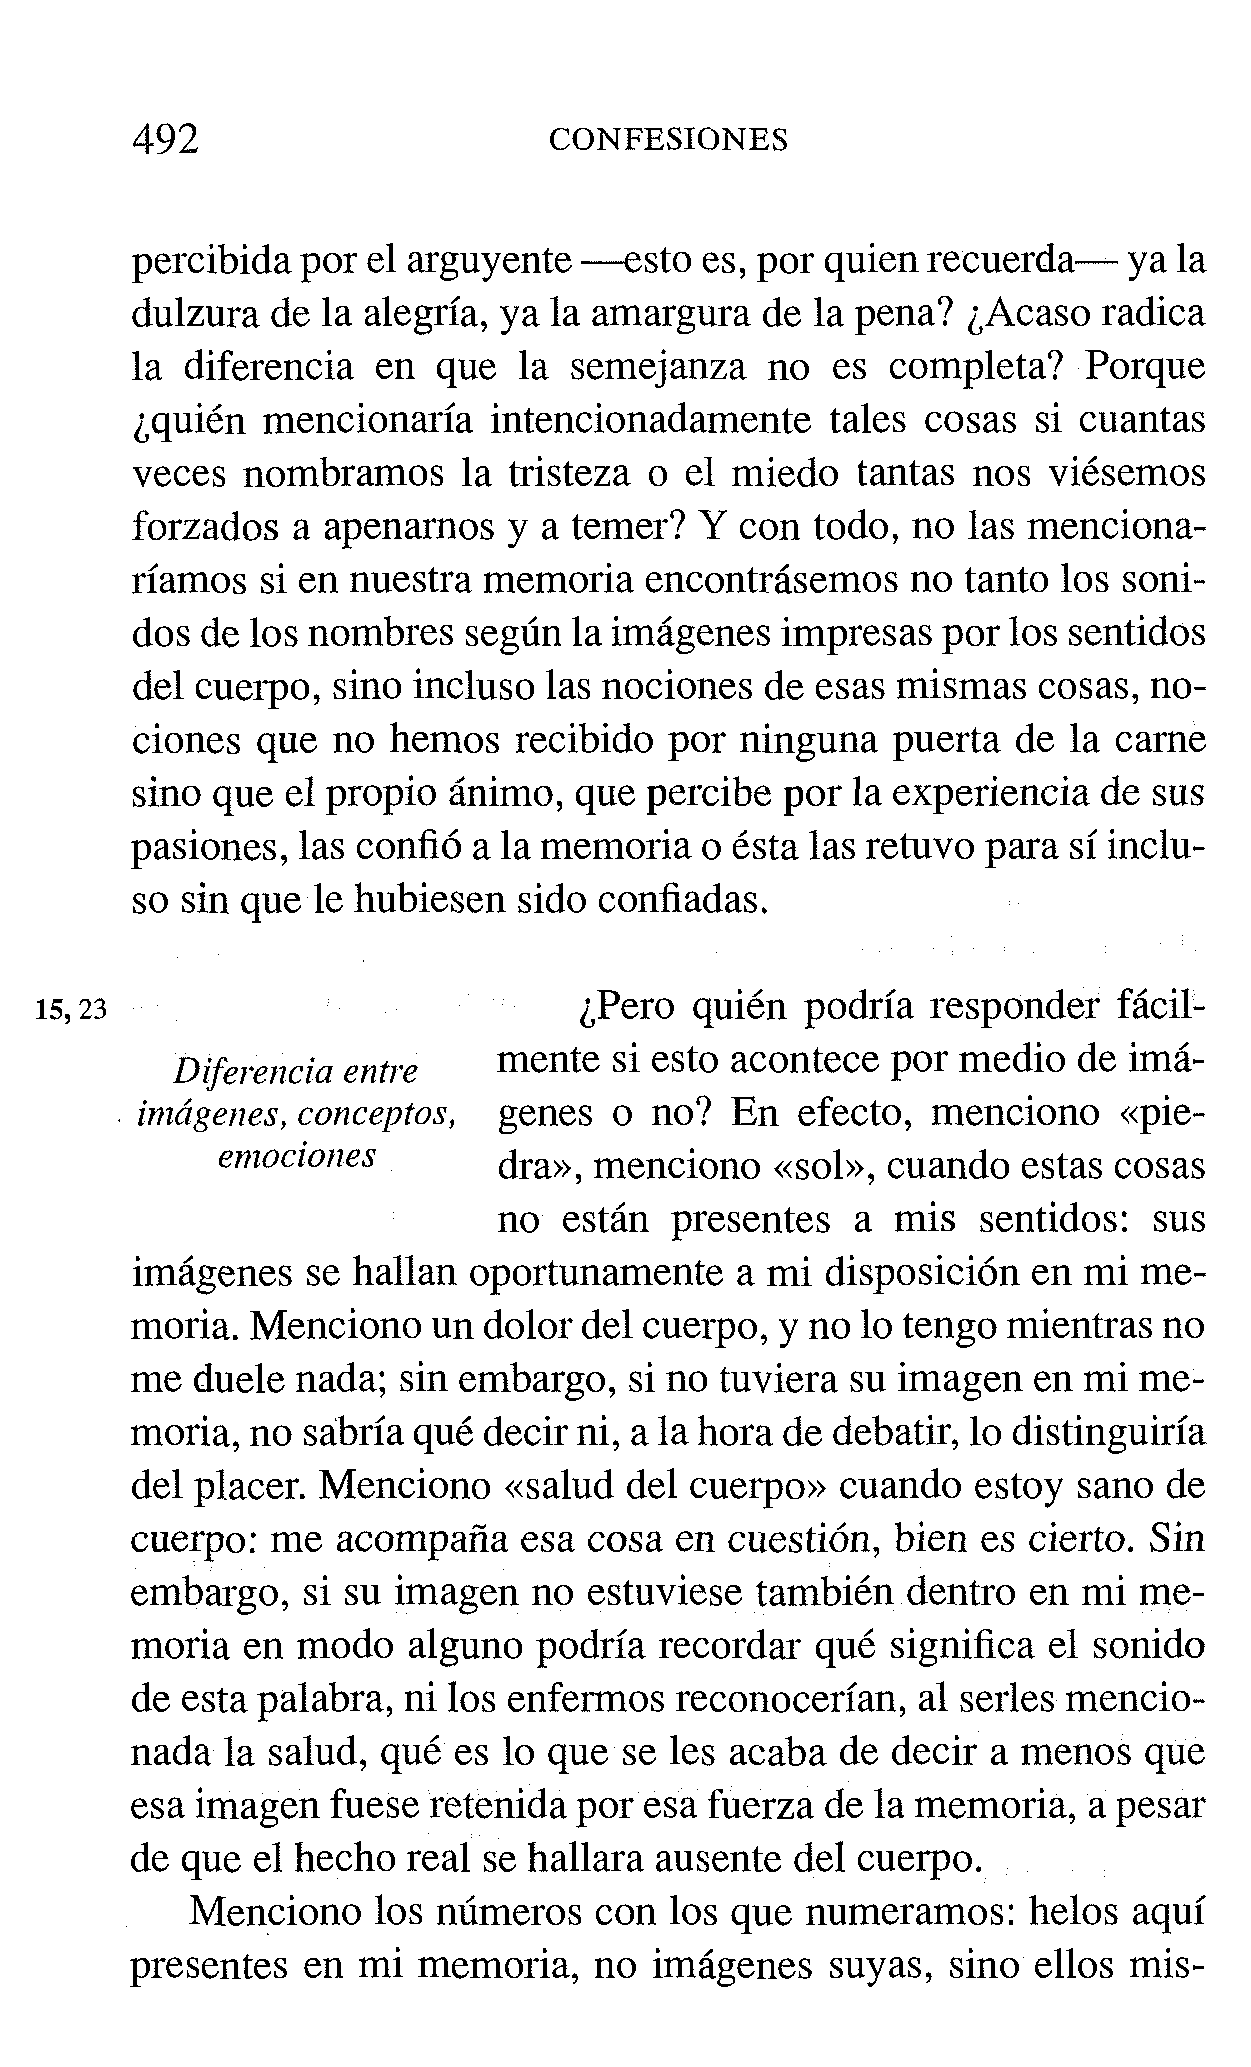 492
CONFESIONES
percibida por el arguyente —esto es, por quien recuerda— ya la
dulzura de la alegría, ya la amargura de la pena? ¿Acaso radica
la diferencia en que la semejanza no es completa? Porque
¿quién mencionaría intencionadamente tales cosas si cuantas
veces nombramos la tristeza o el miedo tantas nos viésemos
forzados a apenarnos y a temer? Y con todo, no las menciona-
ríamos si en nuestra memoria encontrásemos no tanto los soni-
dos de los nombres según la imágenes impresas por los sentidos
del cuerpo, sino incluso las nociones de esas mismas cosas, no-
ciones que no hemos recibido por ninguna puerta de la carne
sino que el propio ánimo, que percibe por la experiencia de sus
pasiones, las confió a la memoria o ésta las retuvo para sí inclu-
so sin que le hubiesen sido confiadas.
15, 23
Diferencia entre
imágenes, conceptos,
emociones
¿Pero quién podría responder fácil-
mente si esto acontece por medio de imá-
genes o no? En efecto, menciono «pie-
dra», menciono «sol», cuando estas cosas
no están presentes a mis sentidos: sus
imágenes se hallan oportunamente a mi disposición en mi me-
moria. Menciono un dolor del cuerpo, y no lo tengo mientras no
me duele nada; sin embargo, si no tuviera su imagen en mi me-
moria, no sabría qué decir ni, a la hora de debatir, lo distinguiría
del placer. Menciono «salud del cuerpo» cuando estoy sano de
cuerpo: me acompaña esa cosa en cuestión, bien es cierto. Sin
embargo, si su imagen no estuviese también dentro en mi me-
moria en modo alguno podría recordar qué significa el sonido
de esta palabra, ni los enfermos reconocerían, al serles mencio-
nada la salud, qué es lo que se les acaba de decir a menos que
esa imagen fuese retenida por esa fuerza de la memoria, a pesar
de que el hecho real se hallara ausente del cuerpo.
Menciono los números con los que numeramos: helos aquí
presentes en mi memoria, no imágenes suyas, sino ellos mis-